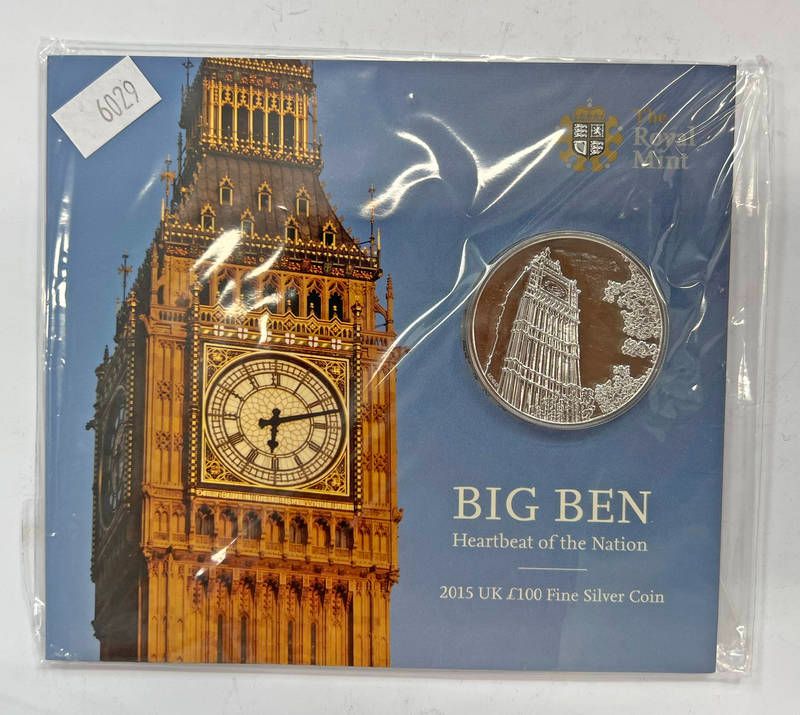 6029
The
Royal
Mint
BIG BEN
Heartbeat of the Nation
2015 UK £100 Fine Silver Coin